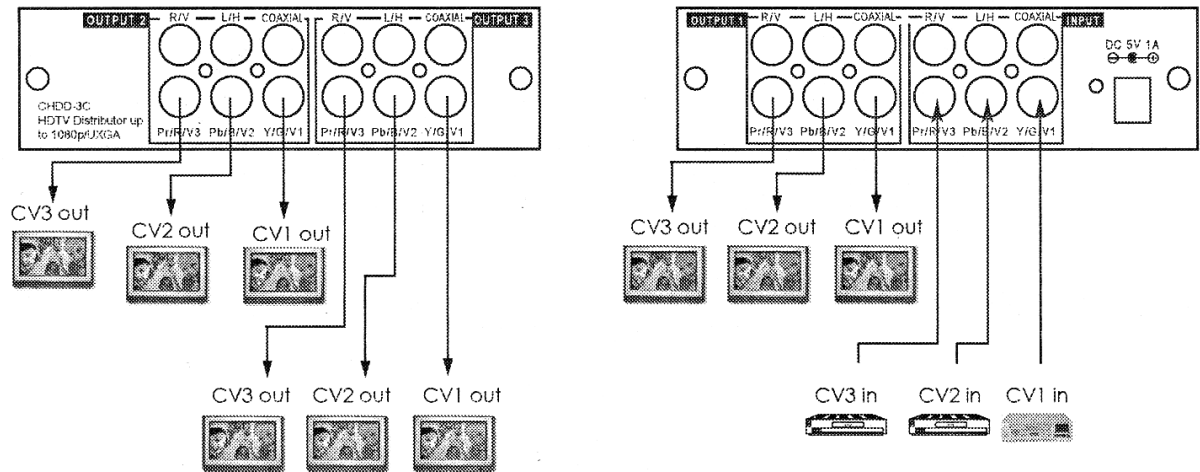 OUTPUT 2 R/V L/H COAXIAL R/V L/H COAXIAL OUTPUT 3
CHDD-3C
HDTV Distributor up
to 1080p/UXGA
Pr/R/V3 Pb/B/V2 Y/G/V1 Pr/R/V3 Pb/B/V2 Y/G/V1
CV3 out
CV2 out
CV1 out
CV3 out CV2 out CV1 out
OUTPUT 1 R/V L/H COAXIAL R/V L/H COAXIAL INPUT
DC 5V 1A
Pr/R/V3 Pb/B/V2 Y/G/V1 Pr/R/V3 Pb/B/V2 Y/G/V1
CV3 out CV2 out CV1 out
CV3 in CV2 in CV1 in